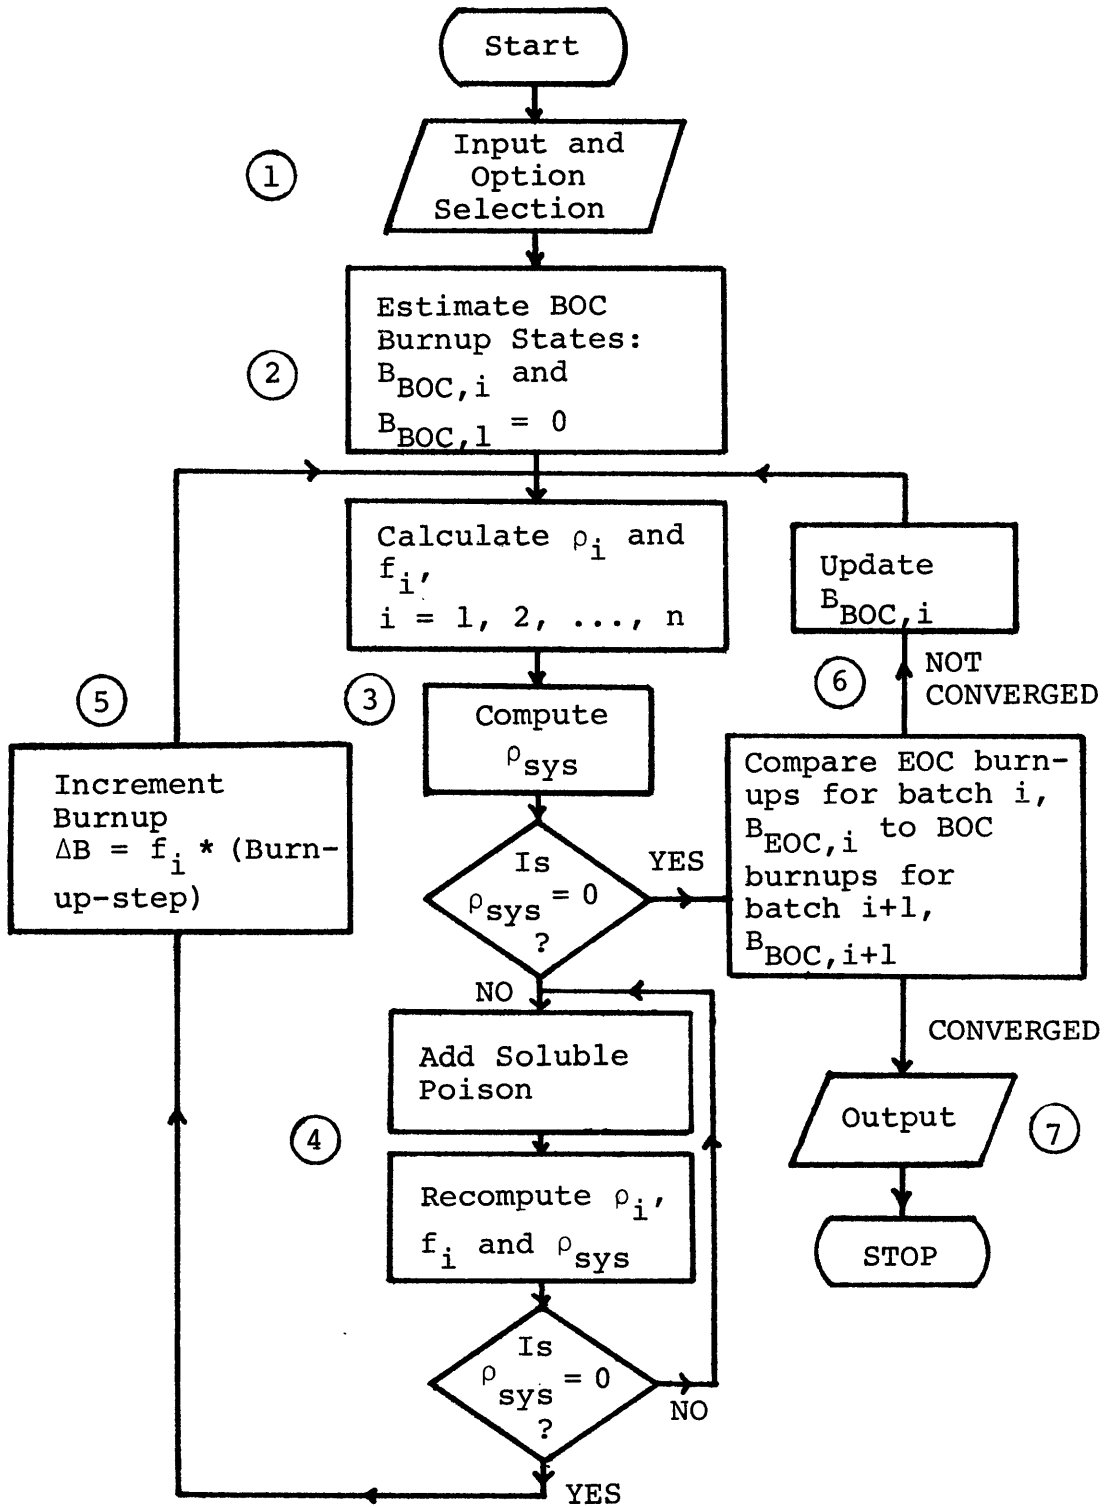 Start
1
Input and
Option
Selection
2
Estimate BOC
Burnup States:
B_BOC,i and
B_BOC,1 = 0
Calculate ρ_i and
f_i,
i = 1, 2, ..., n
Update
B_BOC,i
6
NOT
CONVERGED
5
3
Compute
ρ_sys
Increment
Burnup
ΔB = f_i * (Burn-
up-step)
Is
ρ_sys = 0
?
YES
Compare EOC burn-
ups for batch i,
B_EOC,i to BOC
burnups for
batch i+1,
B_BOC,i+1
NO
Add Soluble
Poison
CONVERGED
4
Output
7
Recompute ρ_i,
f_i and ρ_sys
STOP
Is
ρ_sys = 0
?
NO
YES